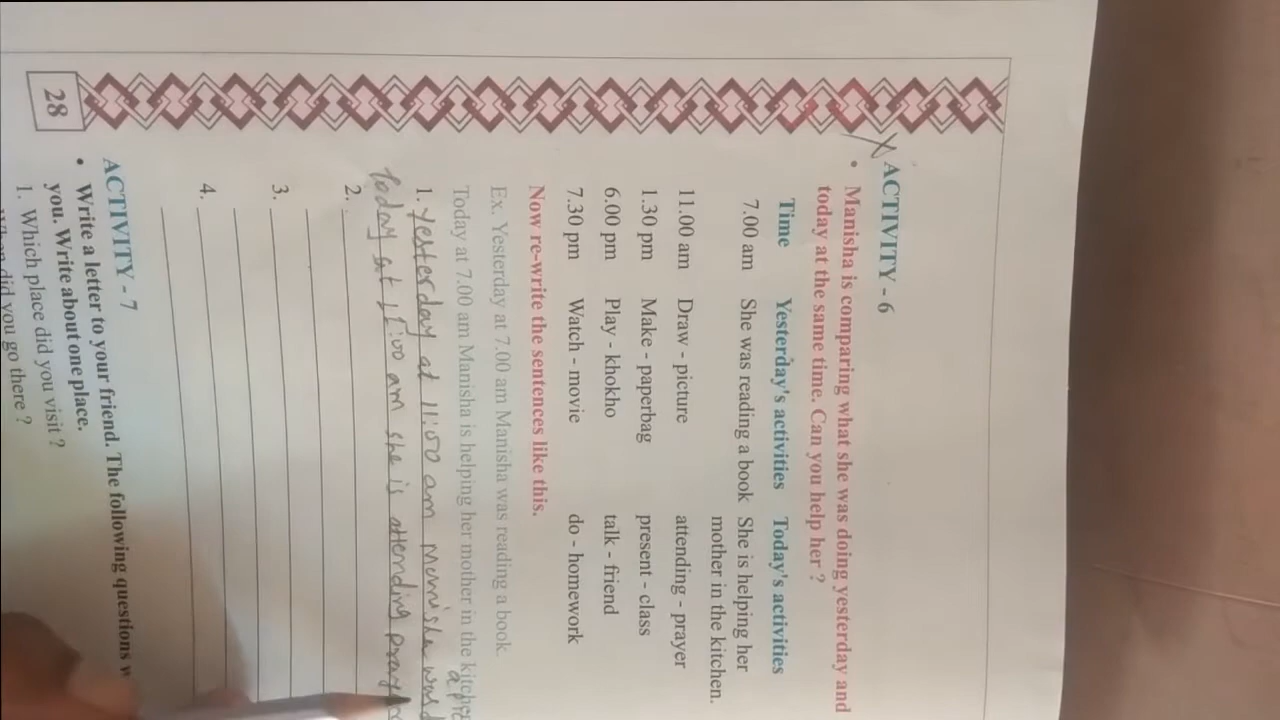 ACTIVITY - 6
• Manisha is comparing what she was doing yesterday and
today at the same time. Can you help her ?
Time Yesterday's activities Today's activities
7.00 am She was reading a book She is helping her
mother in the kitchen.
11.00 am Draw - picture attending - prayer
1.30 pm Make - paperbag present - class
6.00 pm Play - khokho talk - friend
7.30 pm Watch - movie do - homework
Now re-write the sentences like this.
Ex. Yesterday at 7.00 am Manisha was reading a book.
Today at 7.00 am Manisha is helping her mother in the
1. Yesterday at 11:00 am Manisha was
today at 11:00 am she is attending
2.
3.
4.
ACTIVITY - 7
• Write a letter to your friend. The following questions
you. Write about one place.
1. Which place did you visit ?
did you go there ?
28